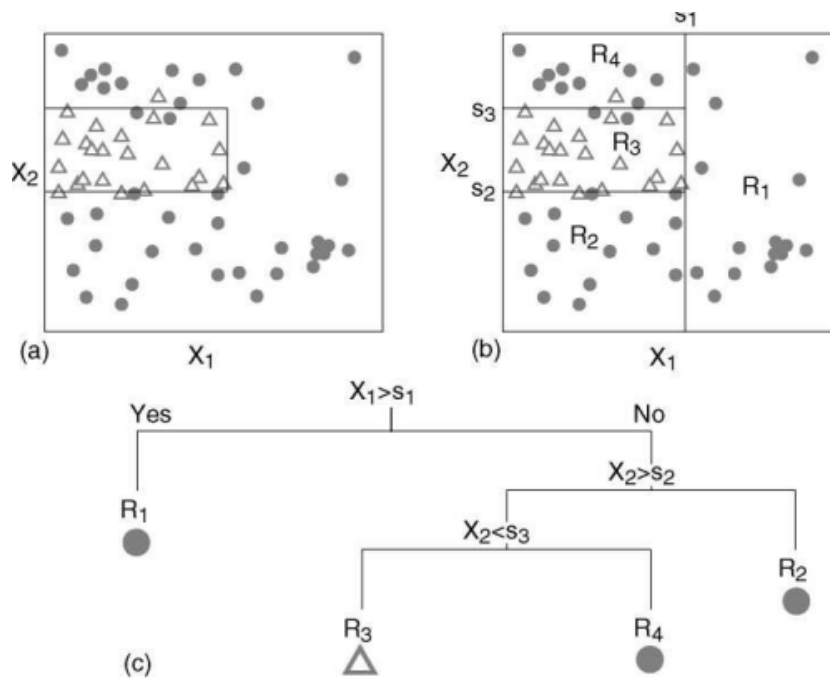 s₁
R₄
s₃
R₃
X₂
X₂
s₂
R₁
R₂
(a)
X₁
(b)
X₁
X₁>s₁
Yes
No
X₂>s₂
R₁
X₂<s₃
R₂
R₃
R₄
(c)